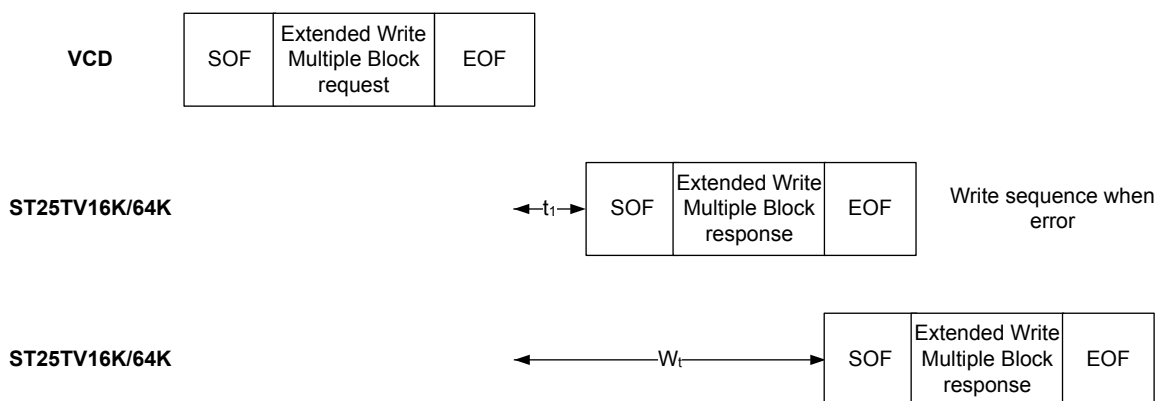 VCD
SOF
Extended Write
Multiple Block
request
EOF
ST25TV16K/64K
t1
SOF
Extended Write
Multiple Block
response
EOF
Write sequence when
error
ST25TV16K/64K
Wt
SOF
Extended Write
Multiple Block
response
EOF